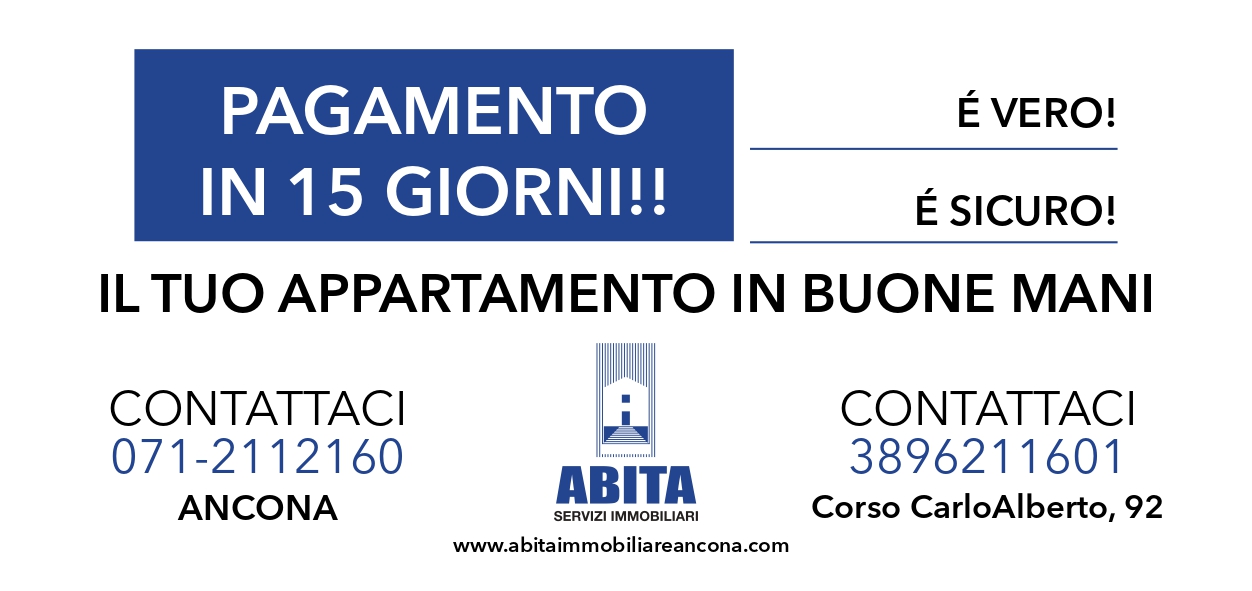 PAGAMENTO
IN 15 GIORNI!!
É VERO!
É SICURO!
IL TUO APPARTAMENTO IN BUONE MANI
CONTATTACI
071-2112160
ANCONA
ABITA
SERVIZI IMMOBILIARI
www.abitaimmobiliareancona.com
CONTATTACI
3896211601
Corso CarloAlberto, 92